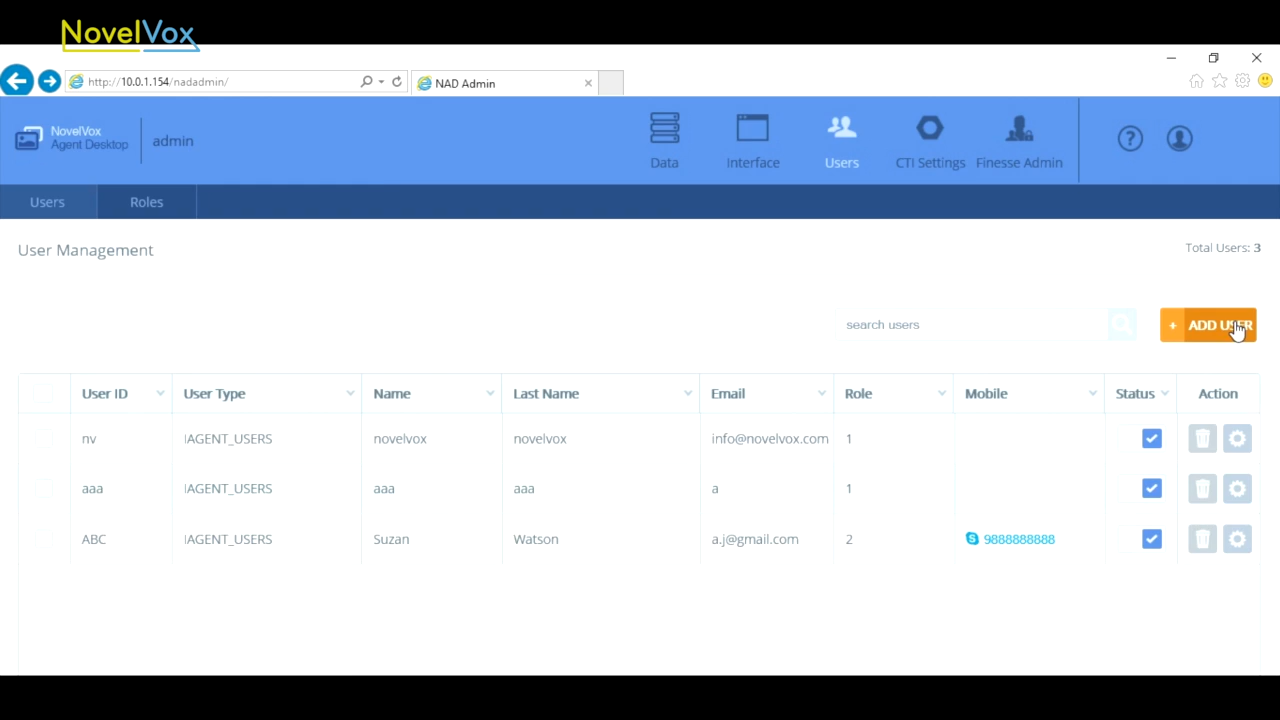 NovelVox
http://10.0.1.154/nadadmin/
NAD Admin
NovelVox
Agent Desktop
admin
Data
Interface
Users
CTI Settings
Finesse Admin
?
Users
Roles
User Management
Total Users: 3
search users
+ ADD USER
User ID User Type Name Last Name Email Role Mobile Status Action
nv AGENT_USERS novelvox novelvox info@novelvox.com 1
aaa AGENT_USERS aaa aaa a 1
ABC AGENT_USERS Suzan Watson a.j@gmail.com 2 9888888888